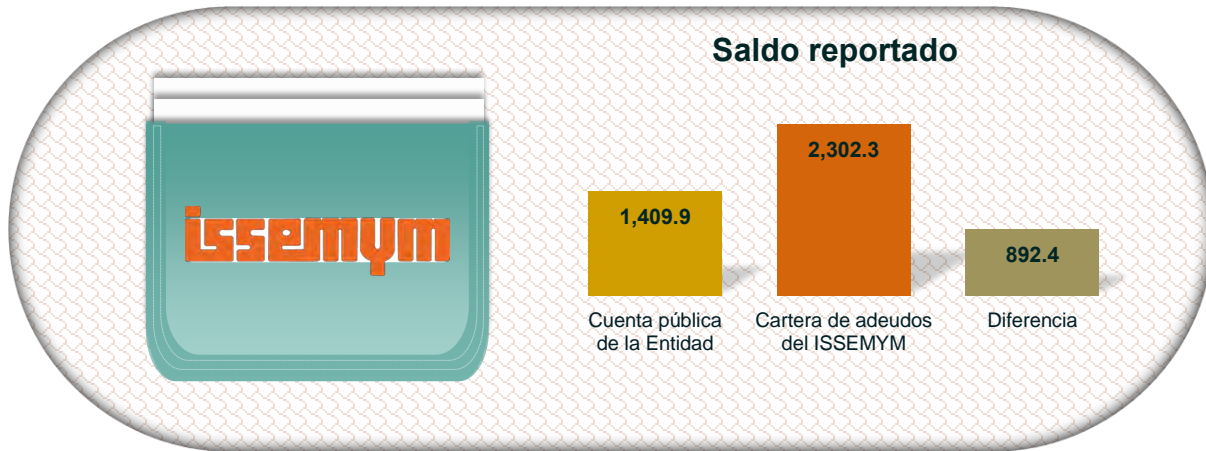 Saldo reportado
issemym
1,409.9
2,302.3
892.4
Cuenta pública
de la Entidad
Cartera de adeudos
del ISSEMYM
Diferencia